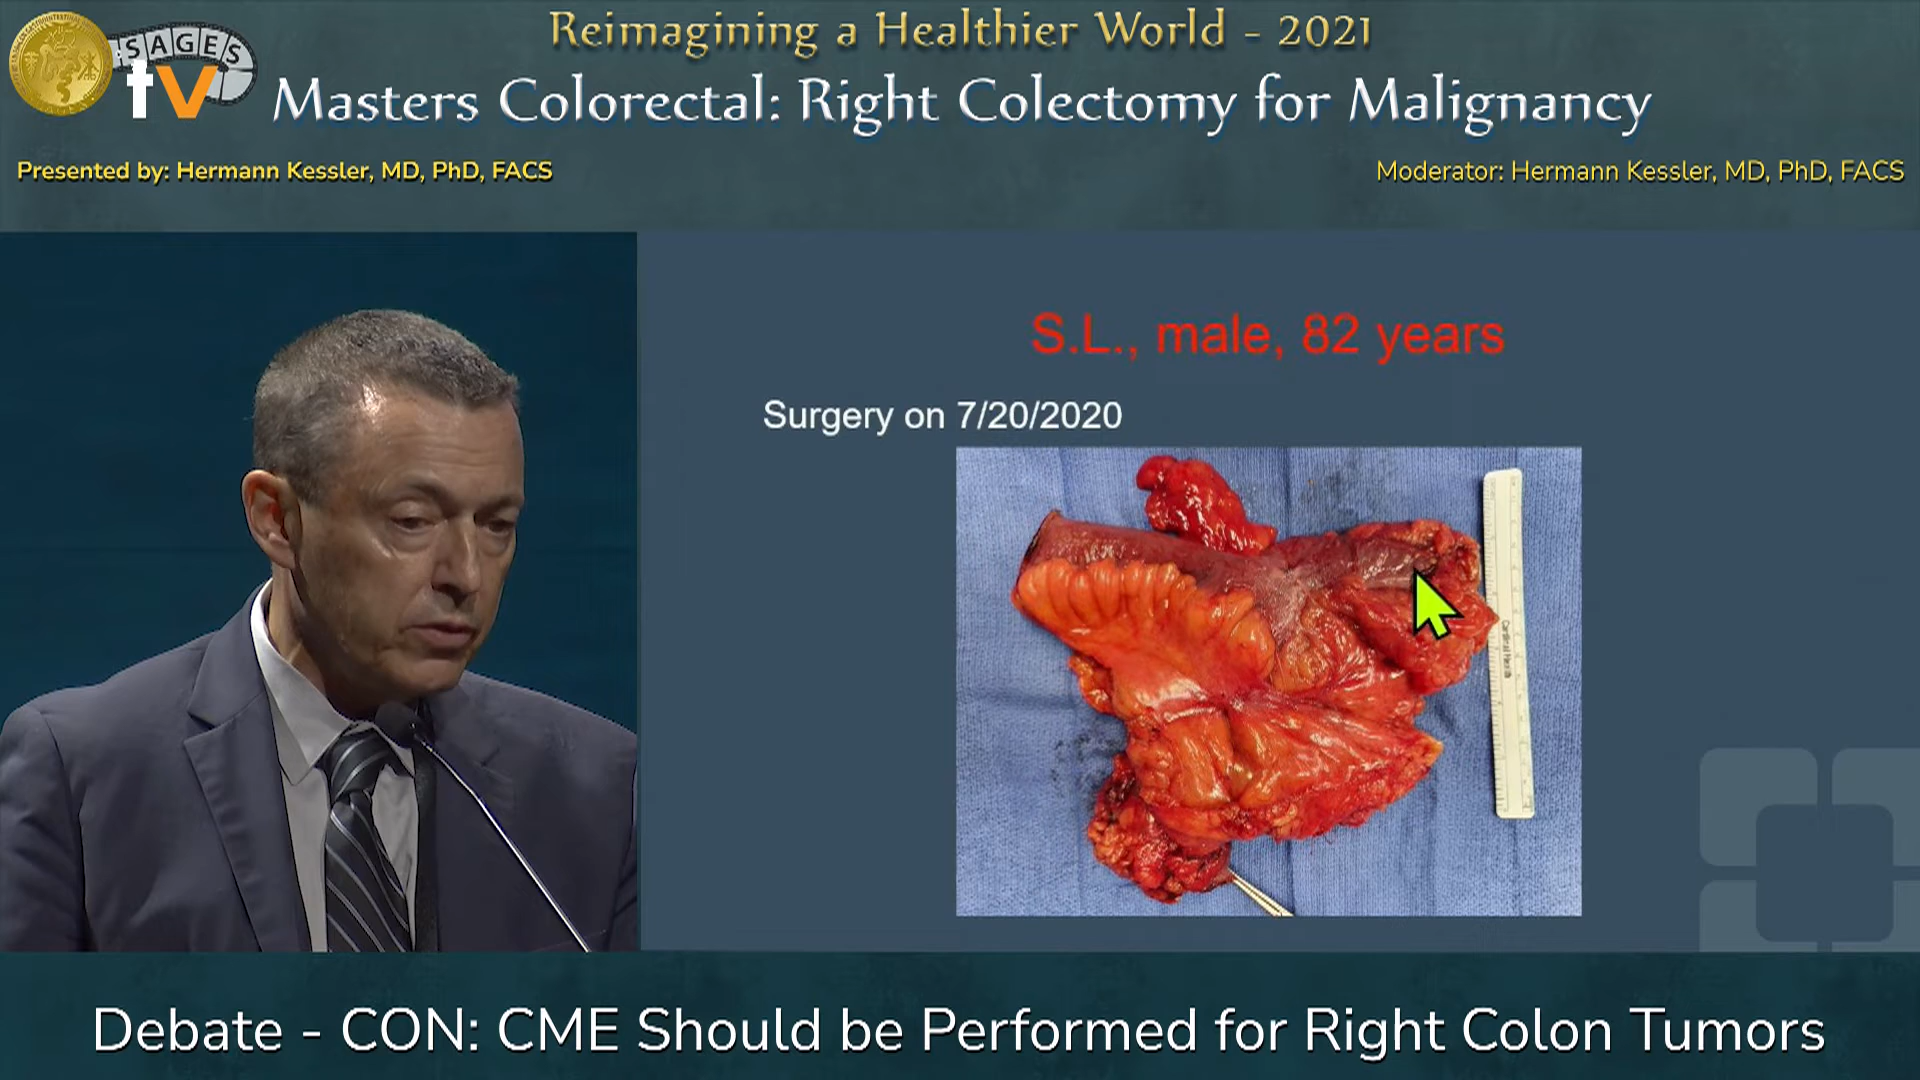 Reimagining a Healthier World - 2021
SAGES
tv
Masters Colorectal: Right Colectomy for Malignancy
Presented by: Hermann Kessler, MD, PhD, FACS
Moderator: Hermann Kessler, MD, PhD, FACS
S.L., male, 82 years
Surgery on 7/20/2020
Cardinal Health
Debate - CON: CME Should be Performed for Right Colon Tumors